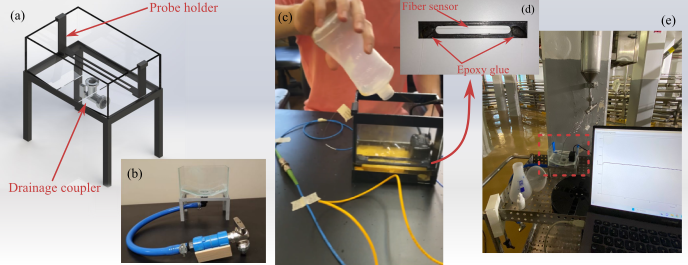 (a)
Probe holder
Drainage coupler
(b)
(c)
Fiber sensor
(d)
Epoxy glue
(e)